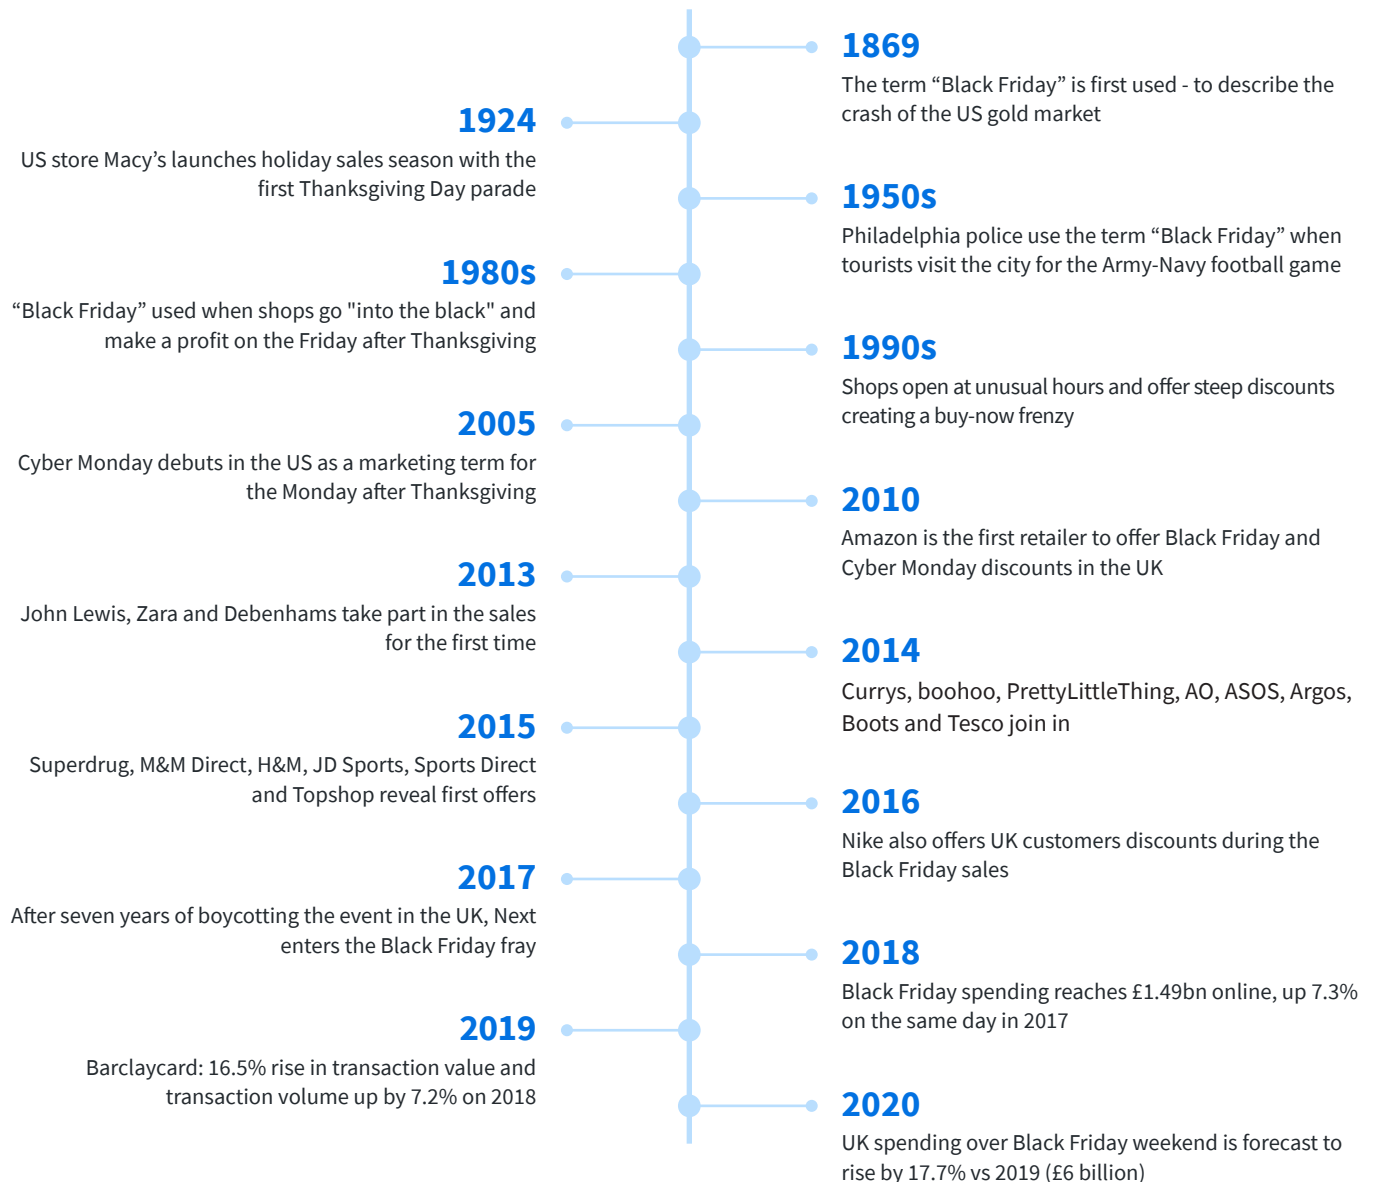 1869
The term “Black Friday” is first used - to describe the
crash of the US gold market
1924
US store Macy’s launches holiday sales season with the
first Thanksgiving Day parade
1950s
Philadelphia police use the term “Black Friday” when
tourists visit the city for the Army-Navy football game
1980s
“Black Friday” used when shops go "into the black" and
make a profit on the Friday after Thanksgiving
1990s
Shops open at unusual hours and offer steep discounts
creating a buy-now frenzy
2005
Cyber Monday debuts in the US as a marketing term for
the Monday after Thanksgiving
2010
Amazon is the first retailer to offer Black Friday and
Cyber Monday discounts in the UK
2013
John Lewis, Zara and Debenhams take part in the sales
for the first time
2014
Currys, boohoo, PrettyLittleThing, AO, ASOS, Argos,
Boots and Tesco join in
2015
Superdrug, M&M Direct, H&M, JD Sports, Sports Direct
and Topshop reveal first offers
2016
Nike also offers UK customers discounts during the
Black Friday sales
2017
After seven years of boycotting the event in the UK, Next
enters the Black Friday fray
2018
Black Friday spending reaches £1.49bn online, up 7.3%
on the same day in 2017
2019
Barclaycard: 16.5% rise in transaction value and
transaction volume up by 7.2% on 2018
2020
UK spending over Black Friday weekend is forecast to
rise by 17.7% vs 2019 (£6 billion)